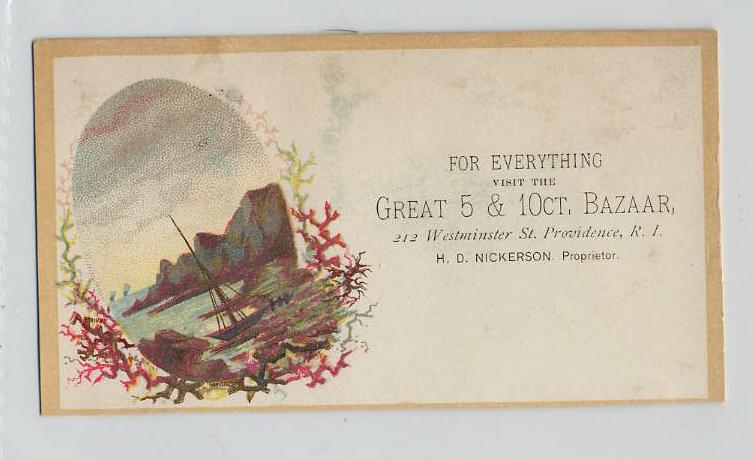 FOR EVERYTHING
VISIT THE
GREAT 5 & 10CT. BAZAAR,
212 Westminster St. Providence, R. I.
H. D. NICKERSON. Proprietor.